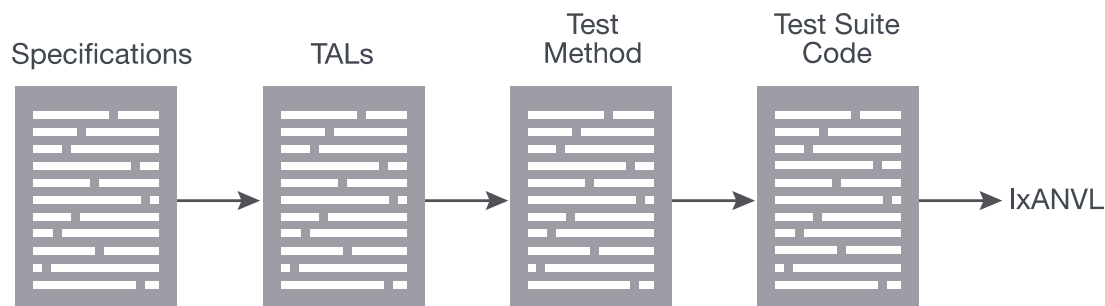 Specifications
TALs
Test
Method
Test Suite
Code
IxANVL